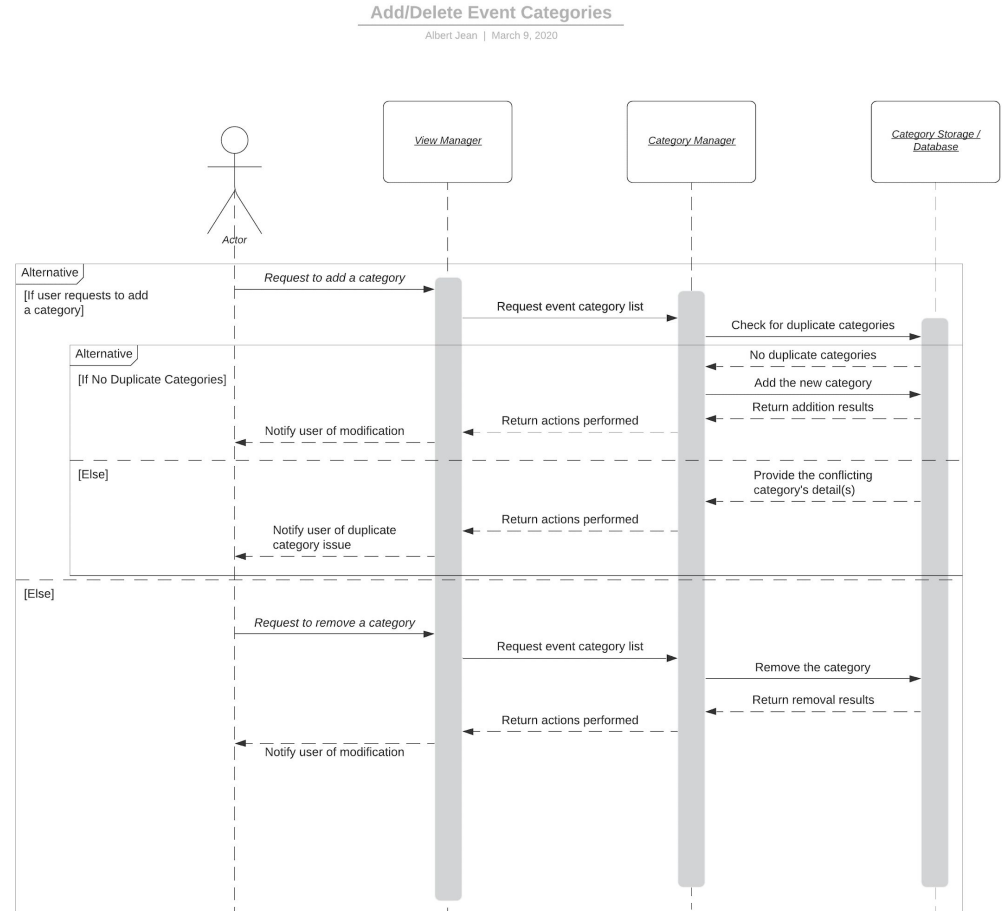 Add/Delete Event Categories
Albert Jean | March 9, 2020
View Manager
Category Manager
Category Storage /
Database
Actor
Alternative
[If user requests to add
a category]
Request to add a category
Request event category list
Check for duplicate categories
Alternative
[If No Duplicate Categories]
No duplicate categories
Add the new category
Return addition results
Return actions performed
Notify user of modification
[Else]
Provide the conflicting
category's detail(s)
Return actions performed
Notify user of duplicate
category issue
[Else]
Request to remove a category
Request event category list
Remove the category
Return removal results
Return actions performed
Notify user of modification